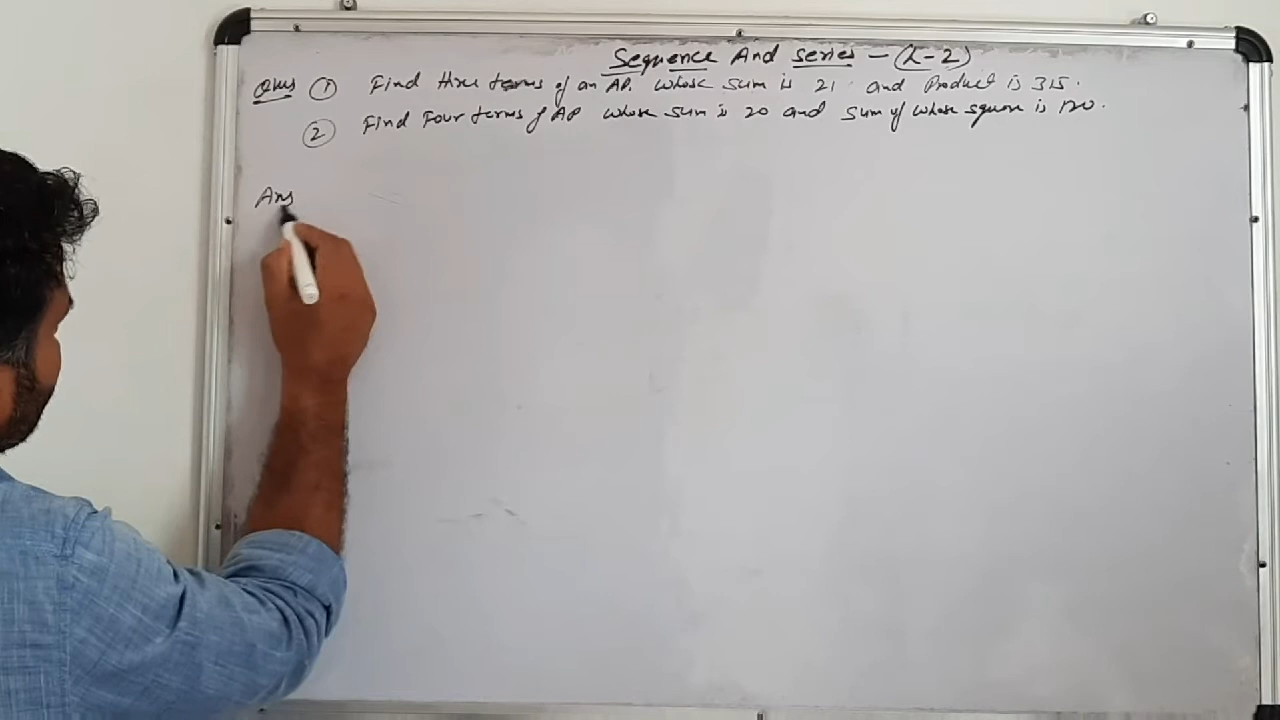 Sequence And series - (L-2)
Ques ① Find three terms of an AP. whose sum is 21 and Product is 315.
② Find Four terms of AP whose sum is 20 and sum of whose square is 120.
Ans